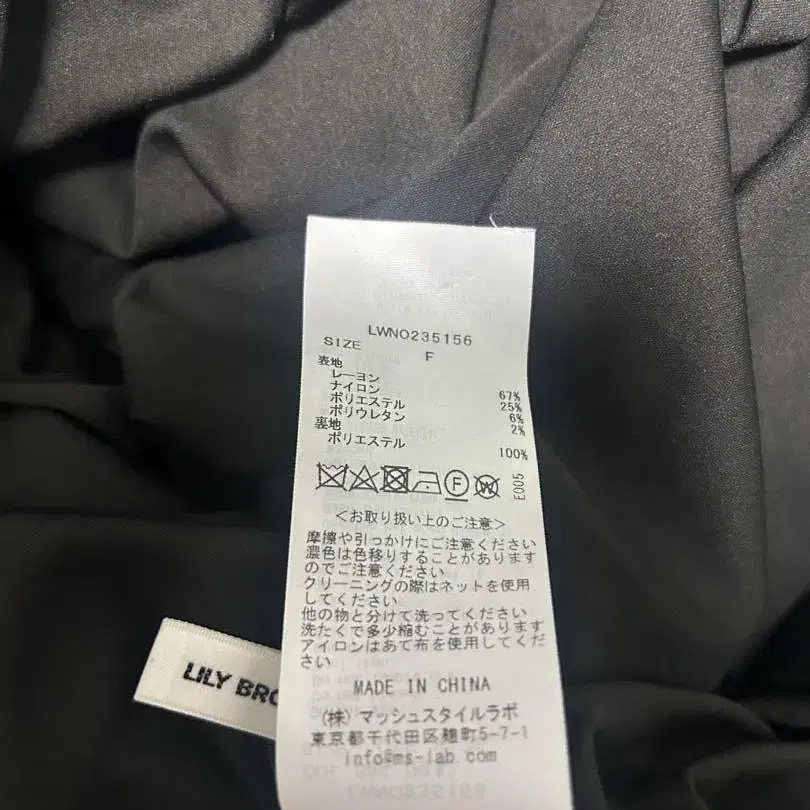 LWNO235156
SIZE F
表地
レーヨン 67%
ナイロン 25%
ポリエステル 6%
ポリウレタン 2%
裏地
ポリエステル 100%
F W E005
<お取り扱い上のご注意>
摩擦や引っかけにご注意ください
濃色は色移りすることがあります
のでご注意ください
クリーニングの際はネットを使用
してください
他の物と分けて洗ってください
洗たくで多少縮むことがあります
アイロンはあて布を使用してくだ
さい
MADE IN CHINA
(株)マッシュスタイルラボ
東京都千代田区麹町5-7-1
info@ms-lab.com
LILY